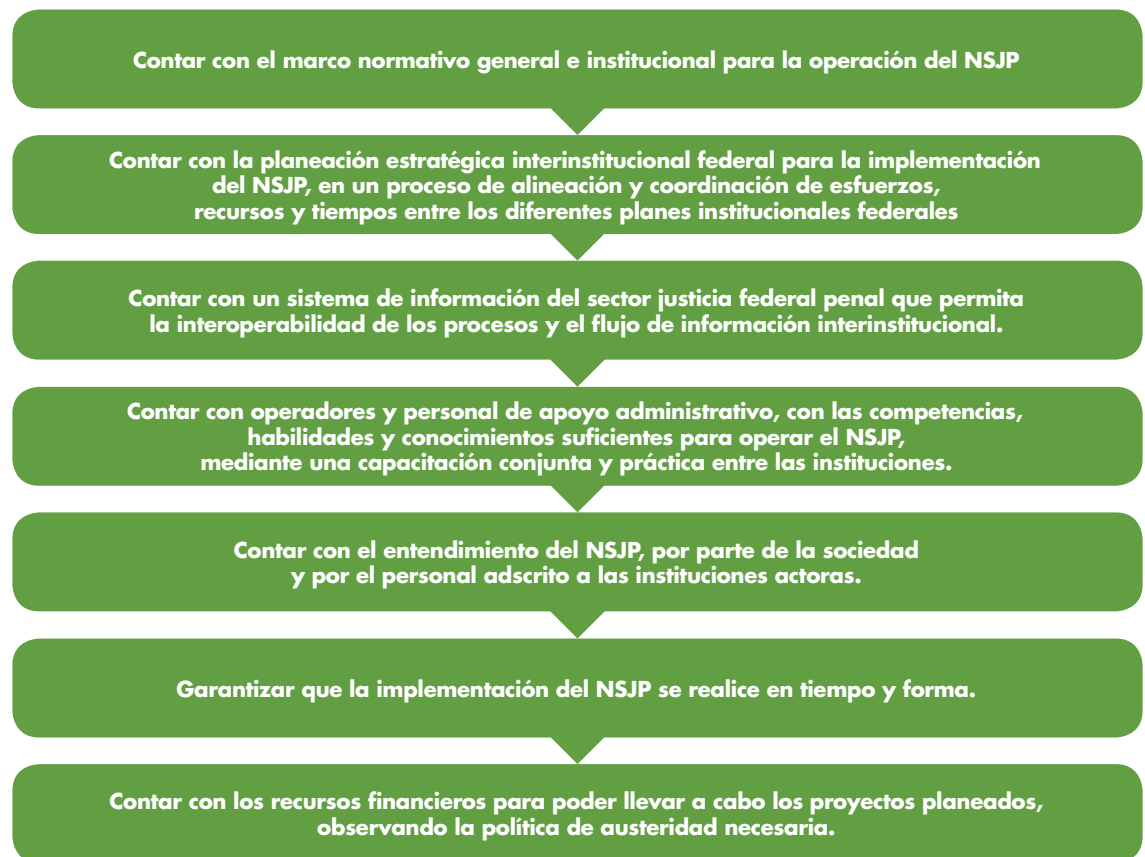 Contar con el marco normativo general e institucional para la operación del NSJP
Contar con la planeación estratégica interinstitucional federal para la implementación
del NSJP, en un proceso de alineación y coordinación de esfuerzos,
recursos y tiempos entre los diferentes planes institucionales federales
Contar con un sistema de información del sector justicia federal penal que permita
la interoperabilidad de los procesos y el flujo de información interinstitucional.
Contar con operadores y personal de apoyo administrativo, con las competencias,
habilidades y conocimientos suficientes para operar el NSJP,
mediante una capacitación conjunta y práctica entre las instituciones.
Contar con el entendimiento del NSJP, por parte de la sociedad
y por el personal adscrito a las instituciones actoras.
Garantizar que la implementación del NSJP se realice en tiempo y forma.
Contar con los recursos financieros para poder llevar a cabo los proyectos planeados,
observando la política de austeridad necesaria.